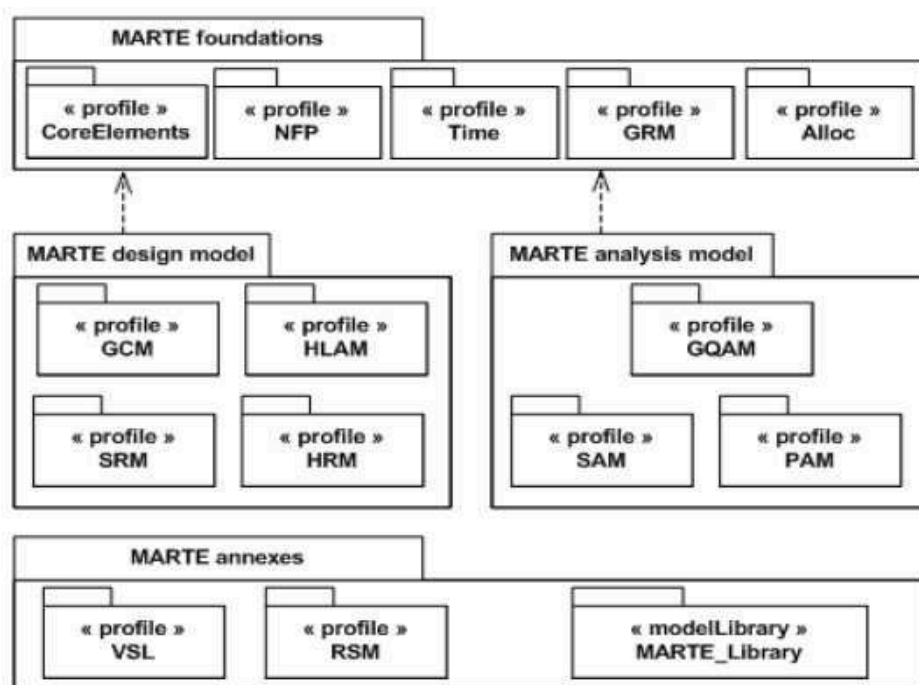 MARTE foundations
« profile »
CoreElements
« profile »
NFP
« profile »
Time
« profile »
GRM
« profile »
Alloc
MARTE design model
« profile »
GCM
« profile »
HLAM
« profile »
SRM
« profile »
HRM
MARTE analysis model
« profile »
GQAM
« profile »
SAM
« profile »
PAM
MARTE annexes
« profile »
VSL
« profile »
RSM
« modelLibrary »
MARTE_Library